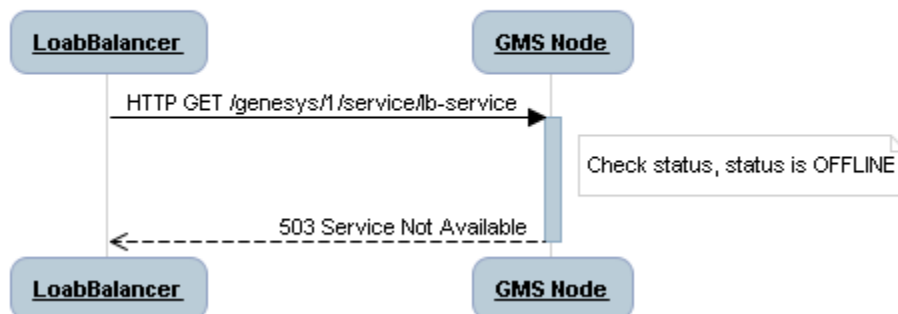 LoabBalancer
GMS Node
HTTP GET /genesys/1/service/lb-service
Check status, status is OFFLINE
503 Service Not Available
LoabBalancer
GMS Node